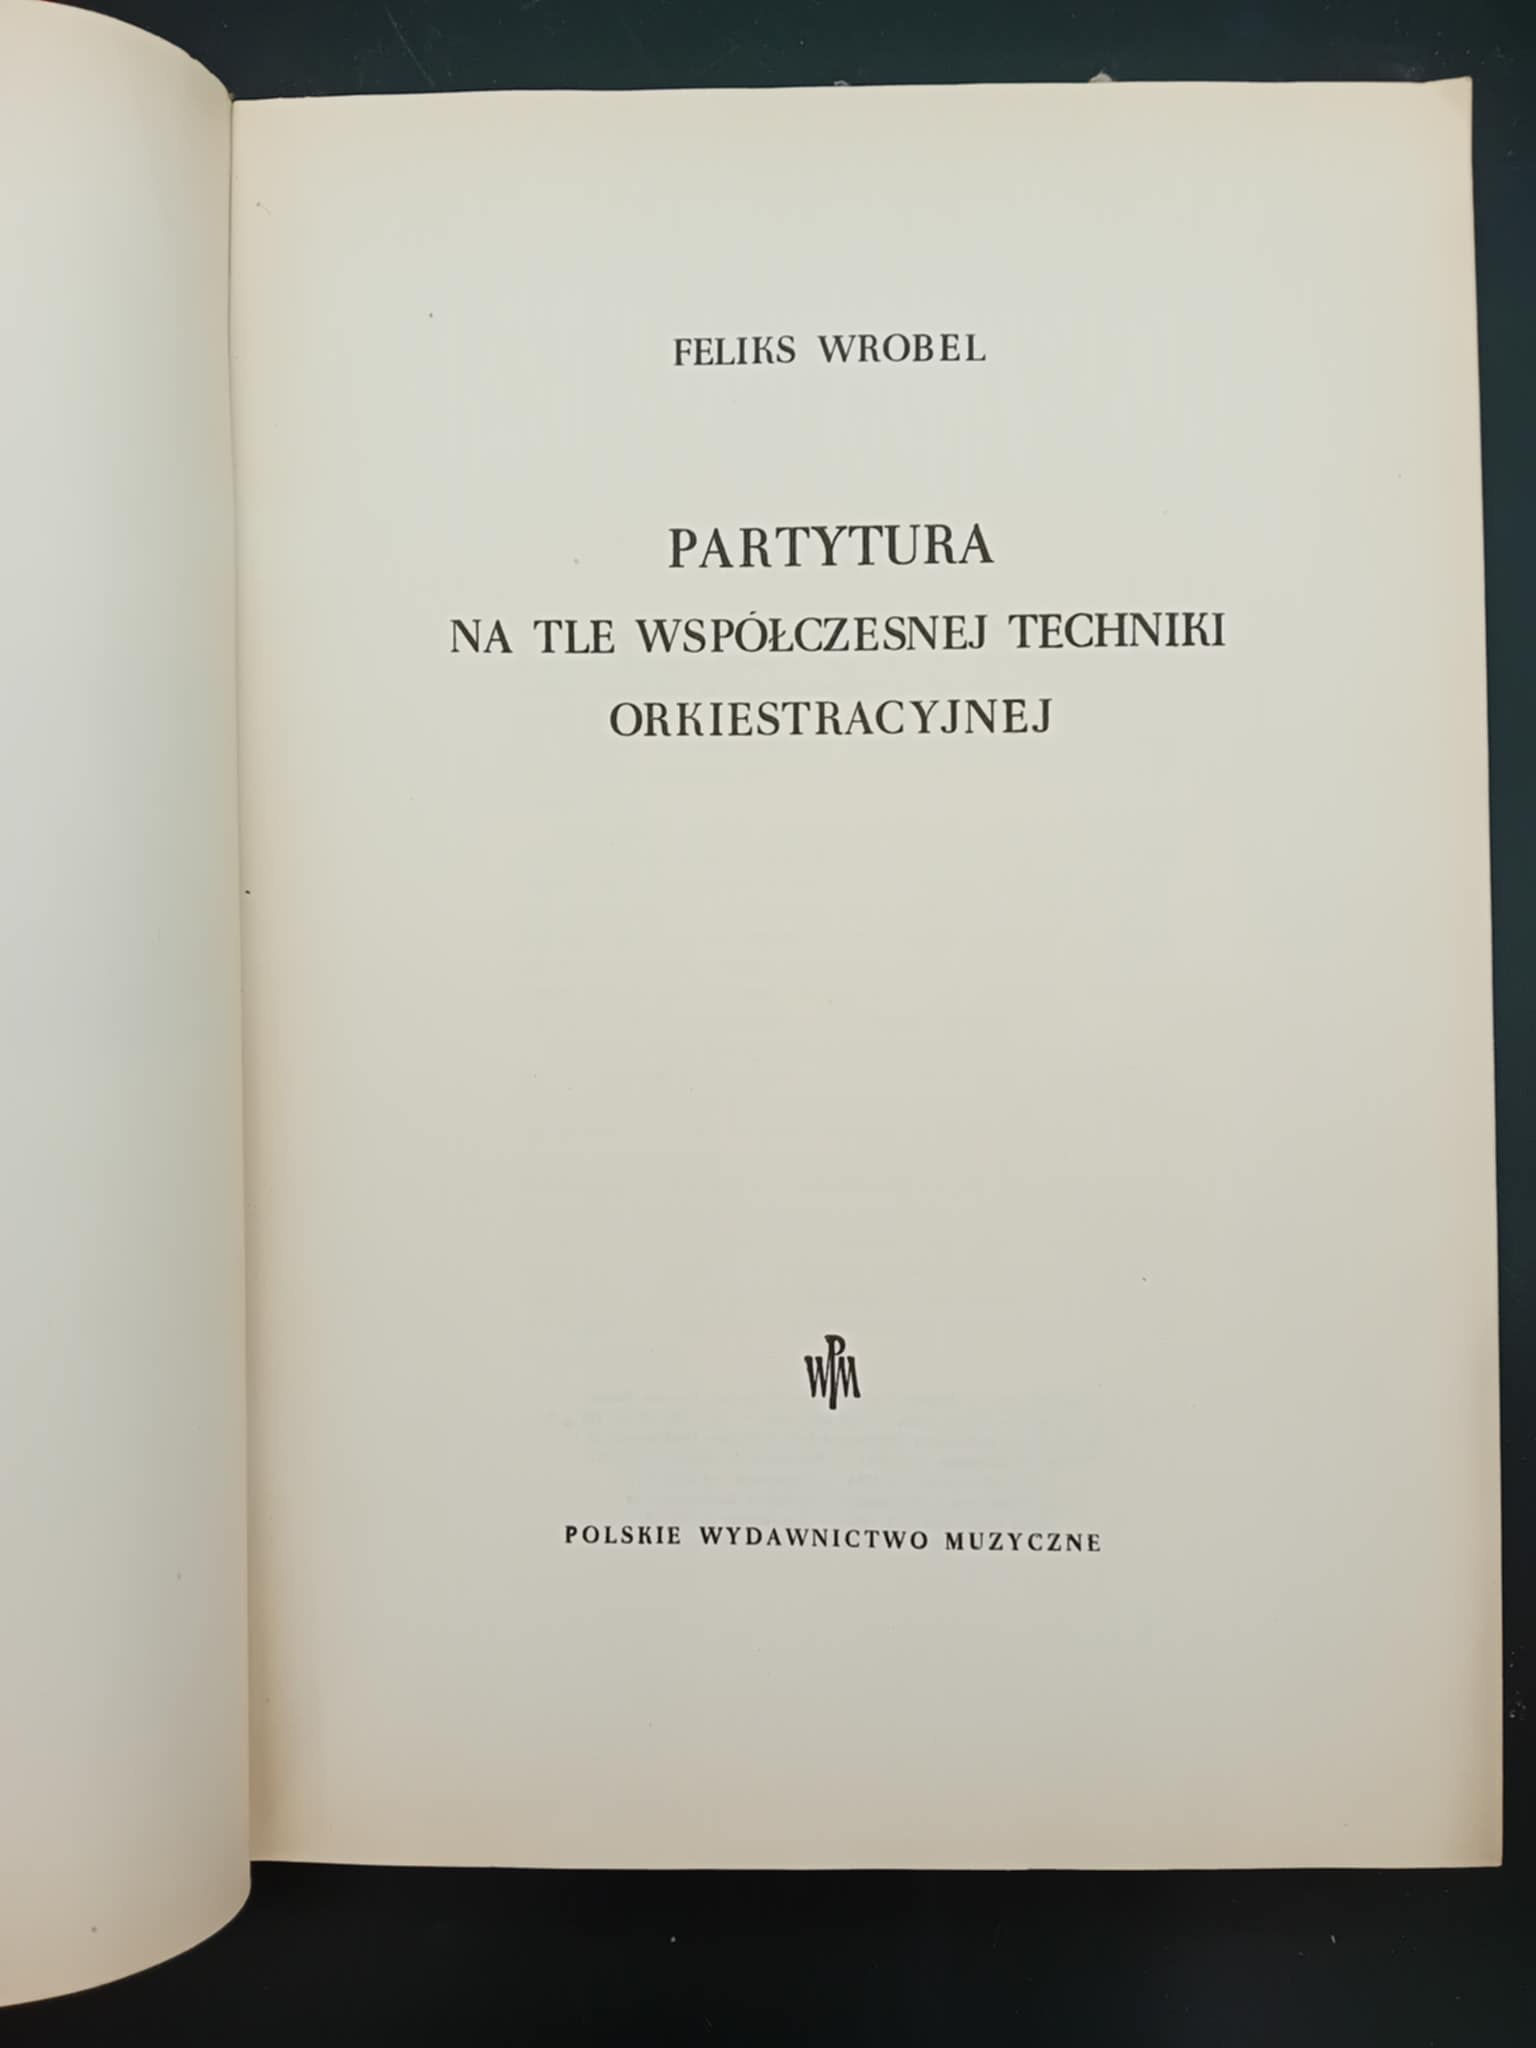 FELIKS WROBEL
PARTYTURA
NA TLE WSPÓŁCZESNEJ TECHNIKI
ORKIESTRACYJNEJ
PWM
POLSKIE WYDAWNICTWO MUZYCZNE